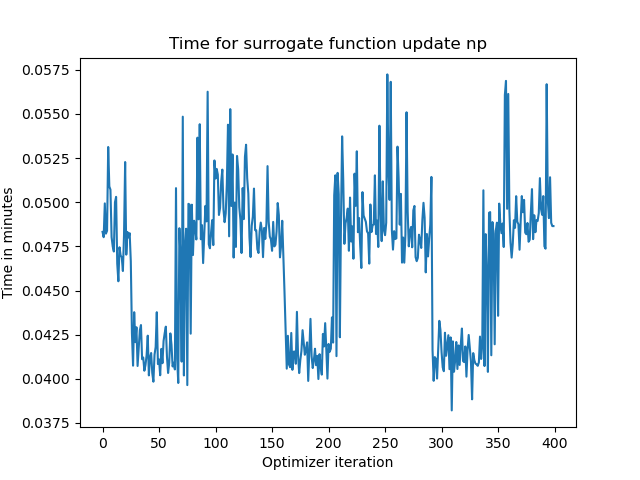 Time for surrogate function update np
0.0575
0.0550
0.0525
0.0500
0.0475
0.0450
0.0425
0.0400
0.0375
Time in minutes
0 50 100 150 200 250 300 350 400
Optimizer iteration